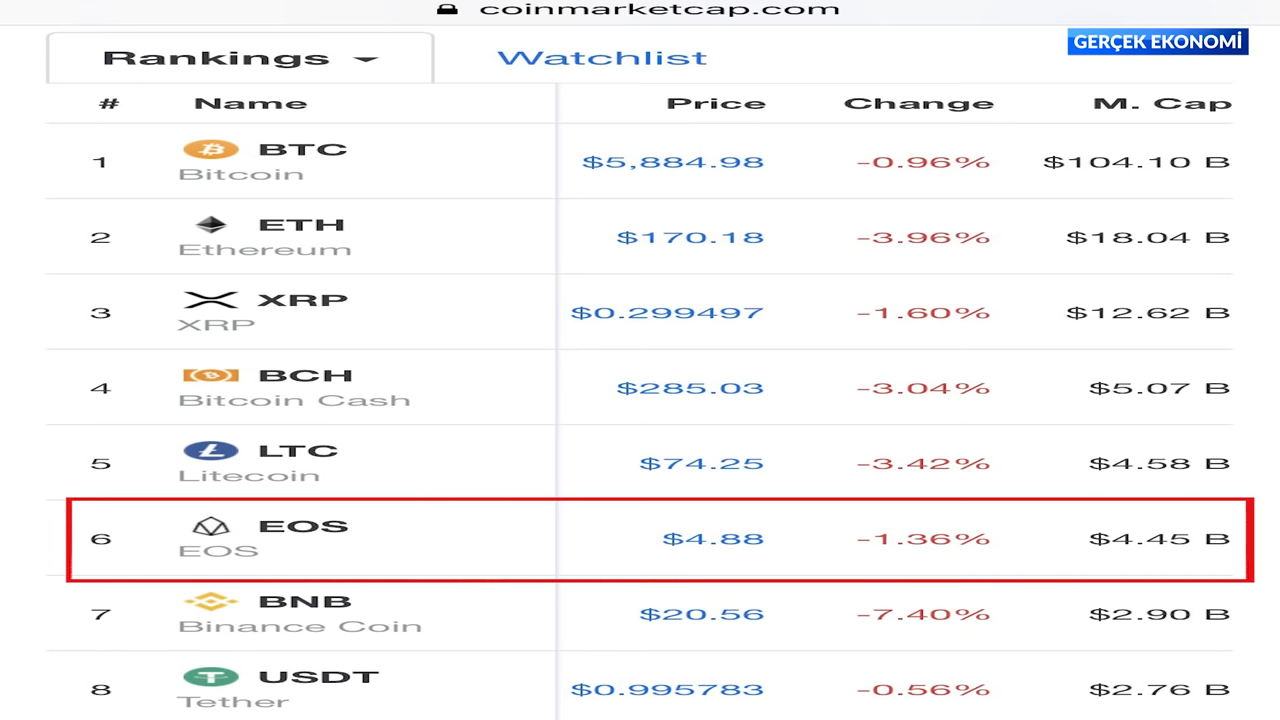 coinmarketcap.com
GERÇEK EKONOMİ
Rankings Watchlist
# Name Price Change M. Cap
1 BTC $5,884.98 -0.96% $104.10 B
Bitcoin
2 ETH $170.18 -3.96% $18.04 B
Ethereum
3 XRP $0.299497 -1.60% $12.62 B
XRP
4 BCH $285.03 -3.04% $5.07 B
Bitcoin Cash
5 LTC $74.25 -3.42% $4.58 B
Litecoin
6 EOS $4.88 -1.36% $4.45 B
EOS
7 BNB $20.56 -7.40% $2.90 B
Binance Coin
8 USDT $0.995783 -0.56% $2.76 B
Tether